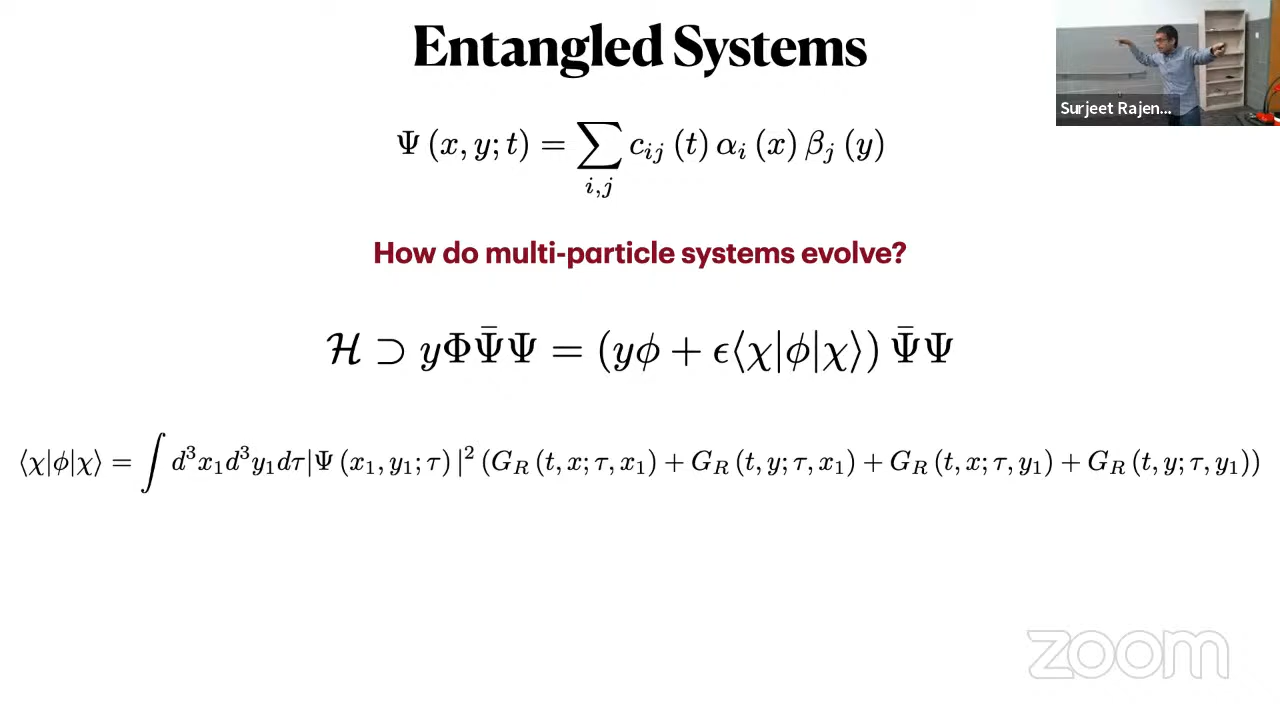 Entangled Systems
Surjeet Rajen...
Ψ (x, y; t) = ∑_{i,j} c_{ij} (t) α_i (x) β_j (y)
How do multi-particle systems evolve?
ℋ ⊃ yΦΨ̄Ψ = (yϕ + ϵ⟨χ|ϕ|χ⟩) Ψ̄Ψ
⟨χ|ϕ|χ⟩ = ∫ d³x₁d³y₁dτ|Ψ (x₁, y₁; τ) |² (G_R (t, x; τ, x₁) + G_R (t, y; τ, x₁) + G_R (t, x; τ, y₁) + G_R (t, y; τ, y₁))
zoom